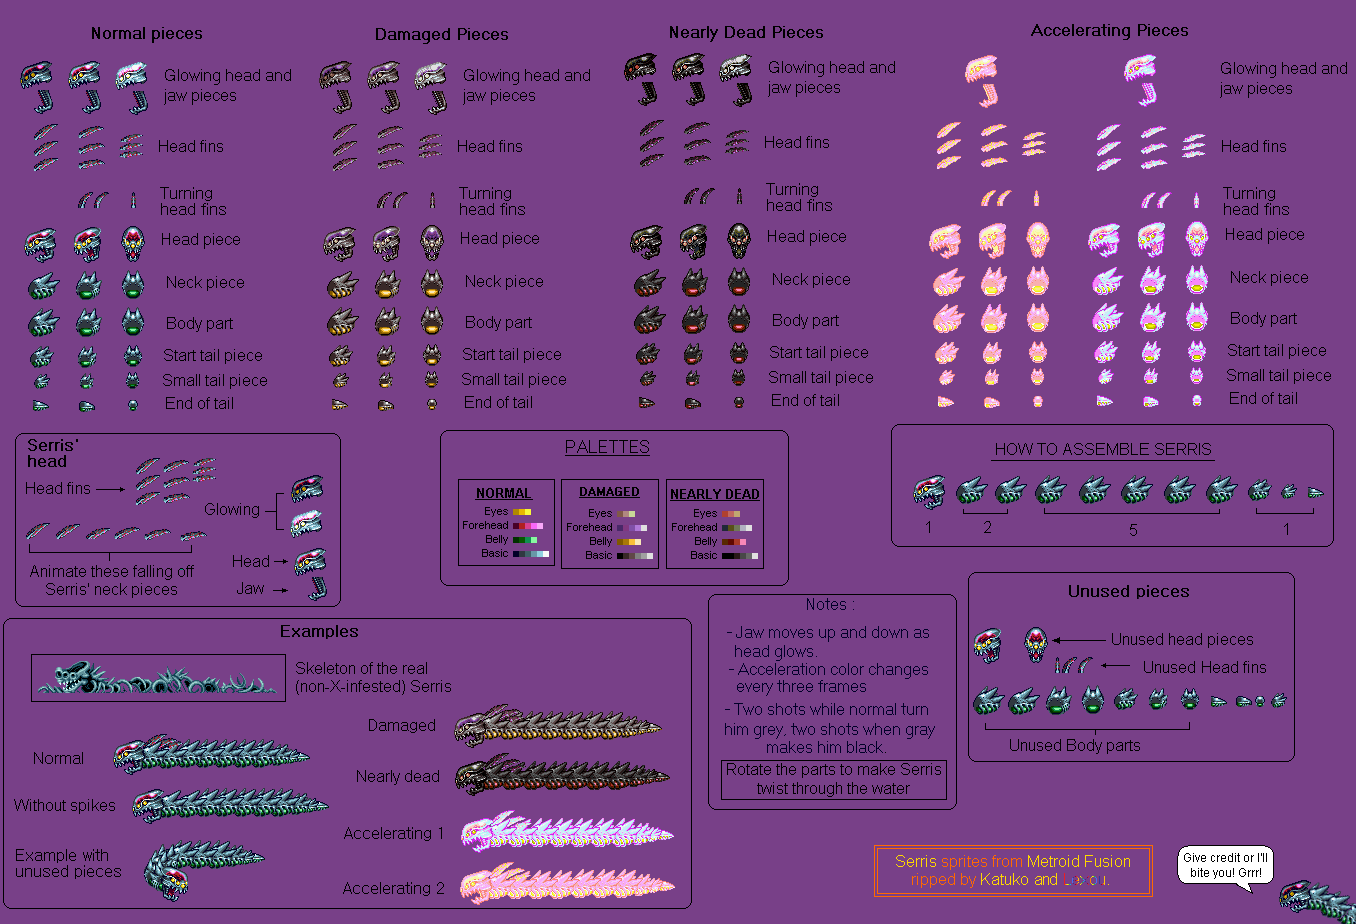 Normal pieces
Glowing head and
jaw pieces
Head fins
Turning
head fins
Head piece
Neck piece
Body part
Start tail piece
Small tail piece
End of tail
Damaged Pieces
Glowing head and
jaw pieces
Head fins
Turning
head fins
Head piece
Neck piece
Body part
Start tail piece
Small tail piece
End of tail
Nearly Dead Pieces
Glowing head and
jaw pieces
Head fins
Turning
head fins
Head piece
Neck piece
Body part
Start tail piece
Small tail piece
End of tail
Accelerating Pieces
Glowing head and
jaw pieces
Head fins
Turning
head fins
Head piece
Neck piece
Body part
Start tail piece
Small tail piece
End of tail
Serris'
head
Head fins
Glowing
Animate these falling off
Serris' neck pieces
Head
Jaw
PALETTES
NORMAL
Eyes
Forehead
Belly
Basic
DAMAGED
Eyes
Forehead
Belly
Basic
NEARLY DEAD
Eyes
Forehead
Belly
Basic
HOW TO ASSEMBLE SERRIS
1
2
5
1
Unused pieces
Unused head pieces
Unused Head fins
Unused Body parts
Notes :
- Jaw moves up and down as
head glows.
- Acceleration color changes
every three frames
- Two shots while normal turn
him grey, two shots when gray
makes him black.
Rotate the parts to make Serris
twist through the water
Examples
Skeleton of the real
(non-X-infested) Serris
Normal
Without spikes
Example with
unused pieces
Damaged
Nearly dead
Accelerating 1
Accelerating 2
Serris sprites from Metroid Fusion
ripped by Katuko and
Give credit or I'll
bite you! Grrr!